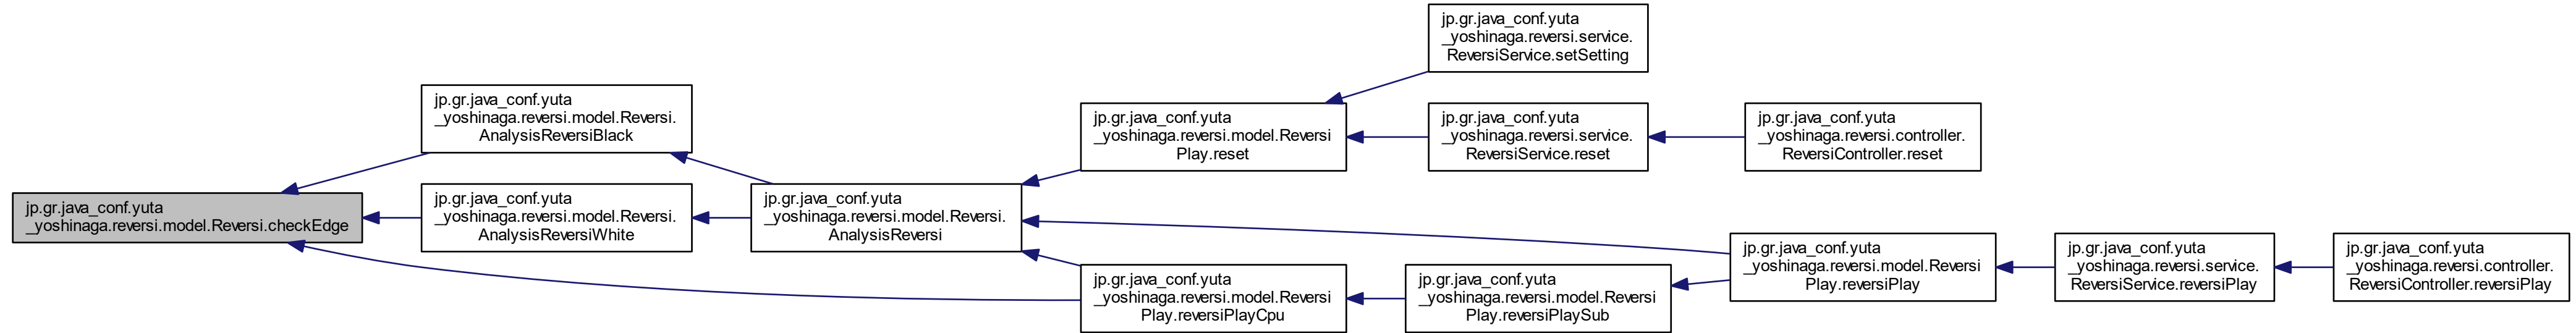 jp.gr.java_conf.yuta
_yoshinaga.reversi.model.Reversi.checkEdge
jp.gr.java_conf.yuta
_yoshinaga.reversi.model.Reversi.
AnalysisReversiBlack
jp.gr.java_conf.yuta
_yoshinaga.reversi.model.Reversi.
AnalysisReversiWhite
jp.gr.java_conf.yuta
_yoshinaga.reversi.model.Reversi.
AnalysisReversi
jp.gr.java_conf.yuta
_yoshinaga.reversi.model.Reversi
Play.reset
jp.gr.java_conf.yuta
_yoshinaga.reversi.model.Reversi
Play.reversiPlayCpu
jp.gr.java_conf.yuta
_yoshinaga.reversi.service.
ReversiService.setSetting
jp.gr.java_conf.yuta
_yoshinaga.reversi.service.
ReversiService.reset
jp.gr.java_conf.yuta
_yoshinaga.reversi.model.Reversi
Play.reversiPlaySub
jp.gr.java_conf.yuta
_yoshinaga.reversi.controller.
ReversiController.reset
jp.gr.java_conf.yuta
_yoshinaga.reversi.model.Reversi
Play.reversiPlay
jp.gr.java_conf.yuta
_yoshinaga.reversi.service.
ReversiService.reversiPlay
jp.gr.java_conf.yuta
_yoshinaga.reversi.controller.
ReversiController.reversiPlay